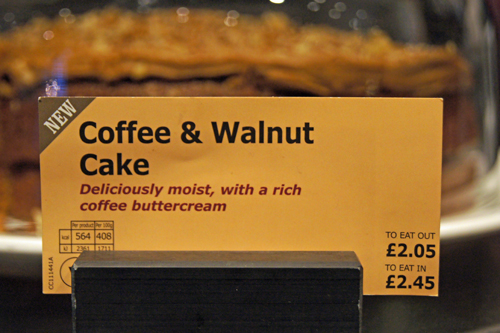 NEW
Coffee & Walnut
Cake
Deliciously moist, with a rich
coffee buttercream
Per product Per 100g
kcal 564 408
kJ 2361 1711
CC111441A
TO EAT OUT
£2.05
TO EAT IN
£2.45